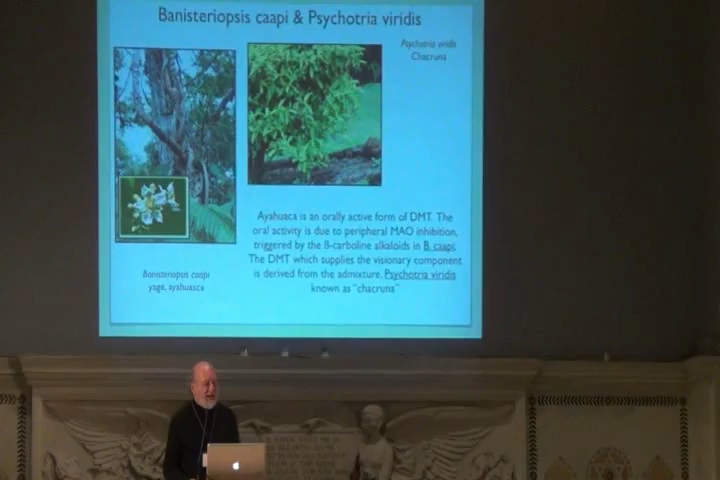 Banisteriopsis caapi & Psychotria viridis
Psychotria viridis
Chacruna
Ayahuaca is an orally active form of DMT. The
oral activity is due to peripheral MAO inhibition,
triggered by the ß-carboline alkaloids in B. caapi;
The DMT which supplies the visionary component
is derived from the admixture, Psychotria viridis
known as "chacruna"
Banisteriopsis caapi
yage, ayahuasca